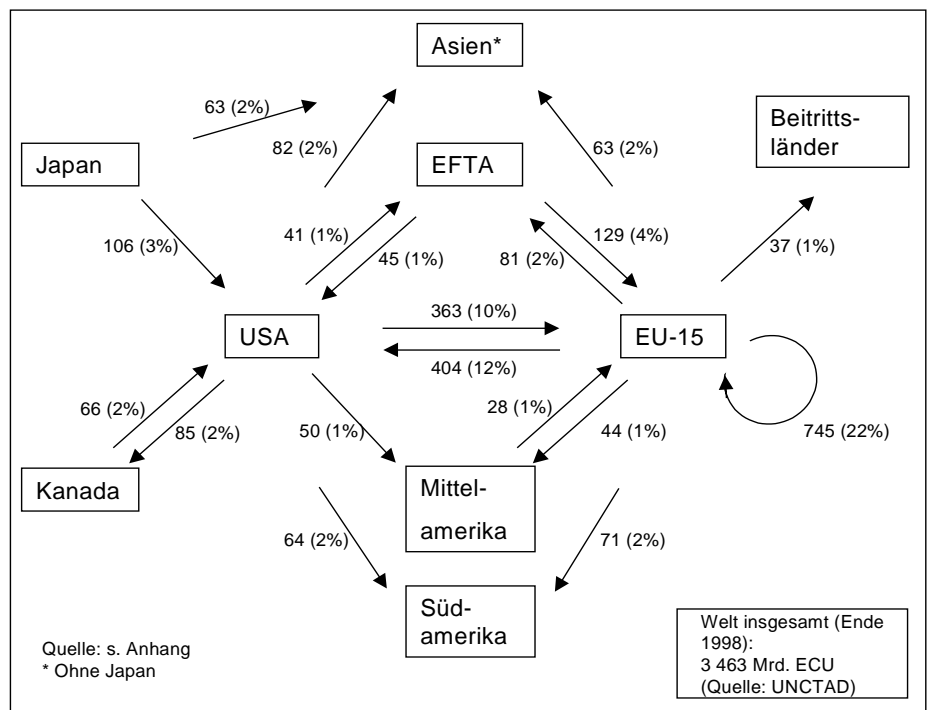 Asien*
63 (2%)
Beitritts-
länder
82 (2%)
63 (2%)
Japan
EFTA
106 (3%)
41 (1%)
129 (4%)
45 (1%)
81 (2%)
37 (1%)
363 (10%)
USA
EU-15
404 (12%)
66 (2%)
28 (1%)
85 (2%)
50 (1%)
44 (1%)
745 (22%)
Kanada
Mittel-
amerika
64 (2%)
71 (2%)
Süd-
amerika
Quelle: s. Anhang
* Ohne Japan
Welt insgesamt (Ende
1998):
3 463 Mrd. ECU
(Quelle: UNCTAD)